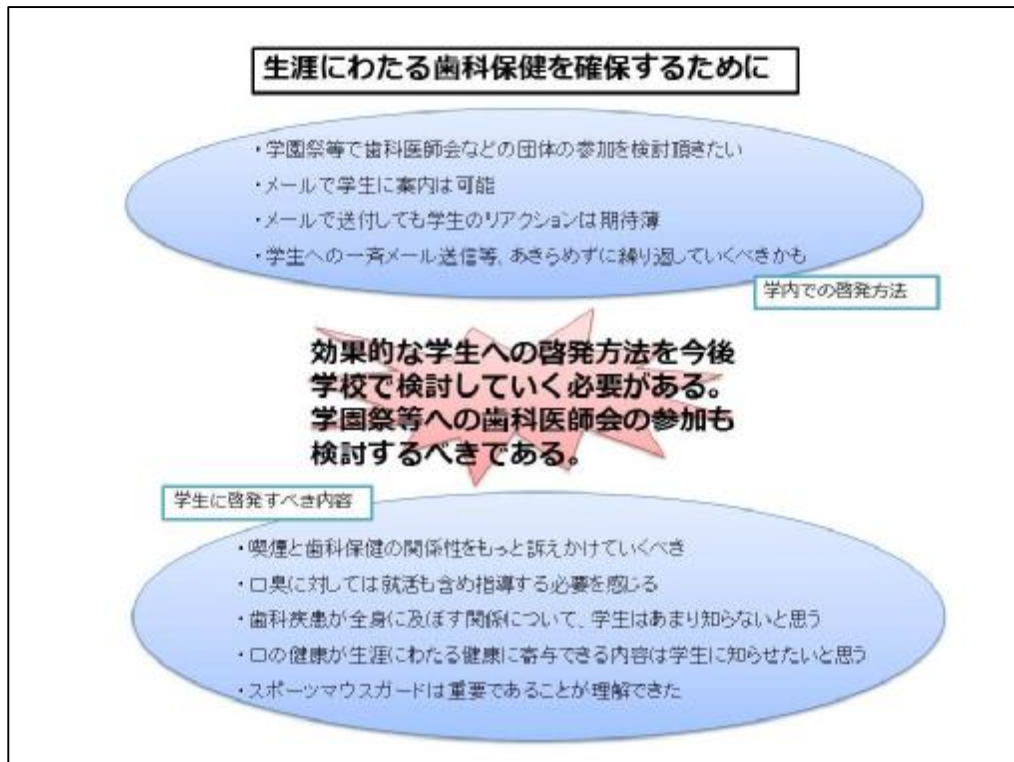 生涯にわたる歯科保健を確保するために
・学園祭等で歯科医師会などの団体の参加を検討頂きたい
・メールで学生に案内は可能
・メールで送付しても学生のリアクションは期待薄
・学生への一斉メール送信等、あきらめずに繰り返していくべきかも
学内での啓発方法
効果的な学生への啓発方法を今後
学校で検討していく必要がある。
学園祭等への歯科医師会の参加も
検討するべきである。
学生に啓発すべき内容
・喫煙と歯科保健の関係性をもっと訴えかけていくべき
・口臭に対しては就活も含め指導する必要を感じる
・歯科疾患が全身に及ぼす関係について、学生はあまり知らないと思う
・口の健康が生涯にわたる健康に寄与できる内容は学生に知らせたいと思う
・スポーツマウスガードは重要であることが理解できた